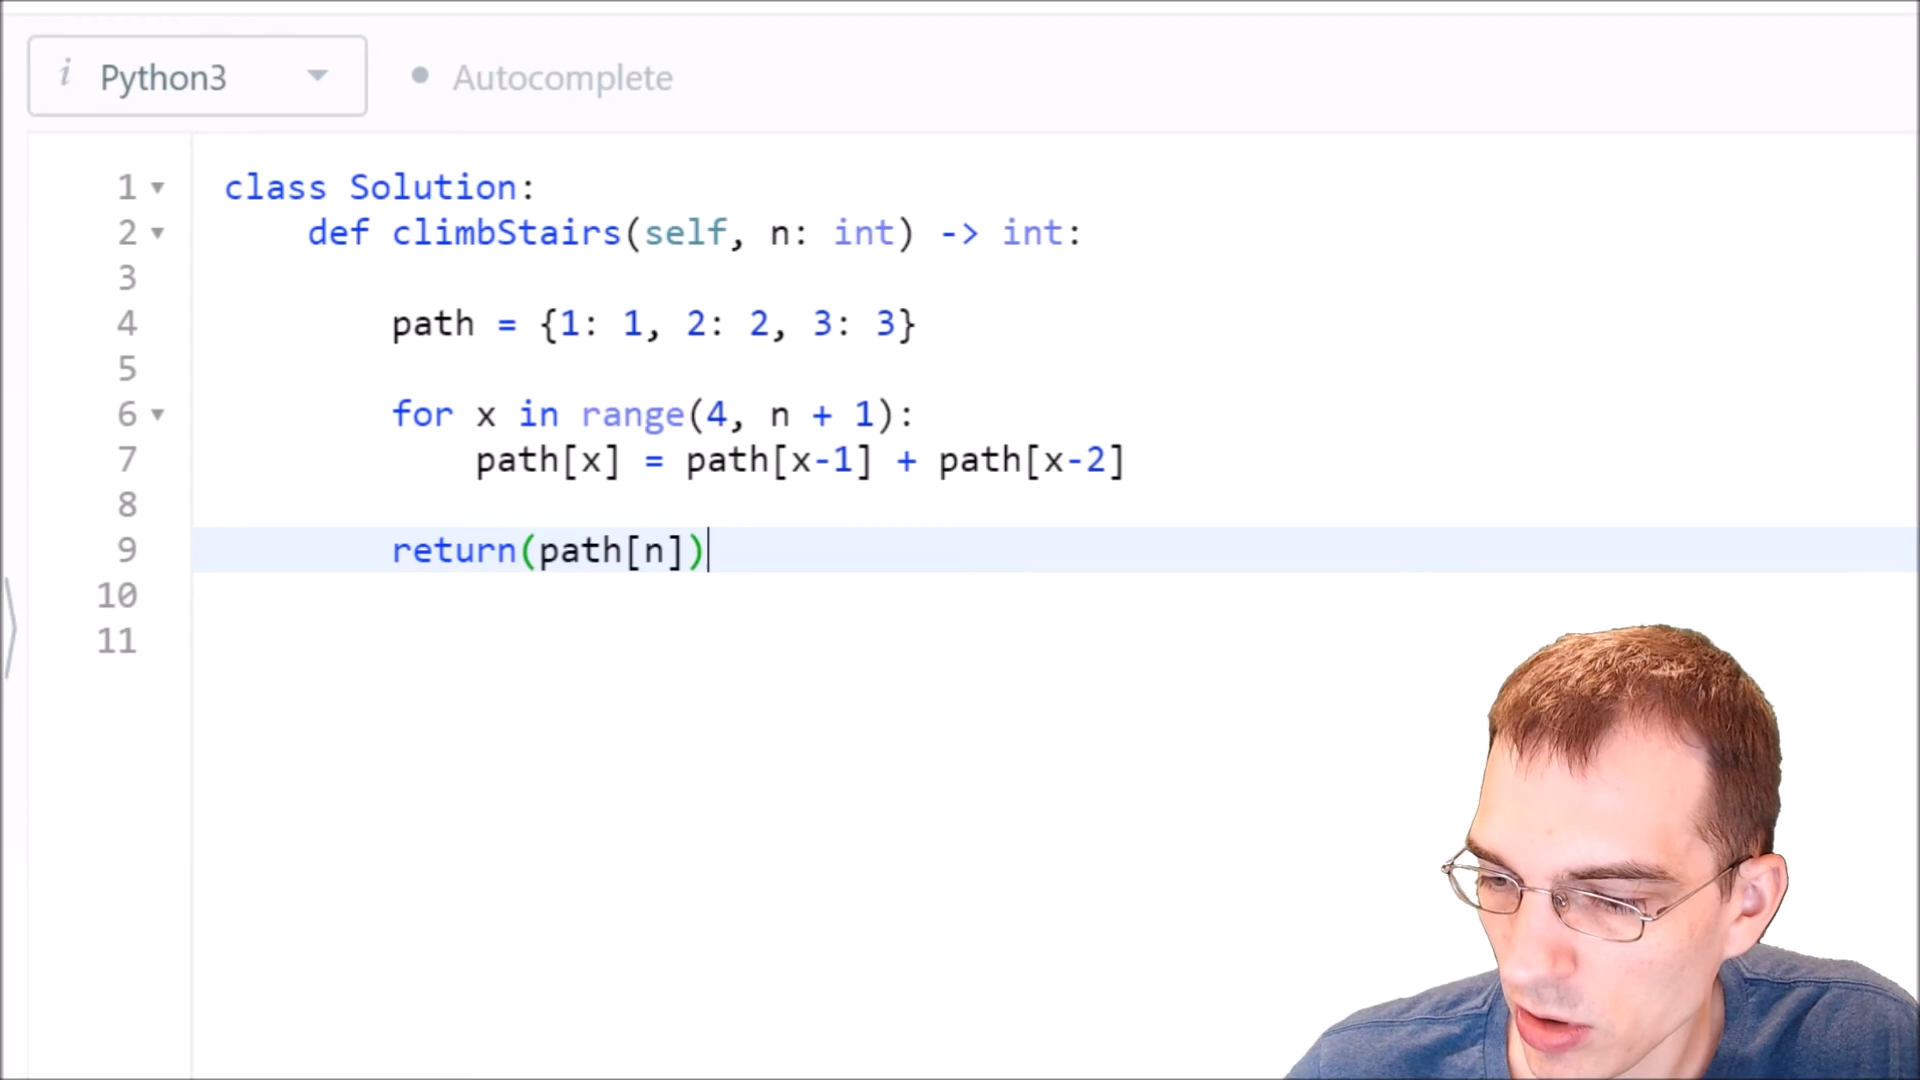 i Python3 Autocomplete
1 class Solution:
2 def climbStairs(self, n: int) -> int:
3
4 path = {1: 1, 2: 2, 3: 3}
5
6 for x in range(4, n + 1):
7 path[x] = path[x-1] + path[x-2]
8
9 return(path[n])
10
11